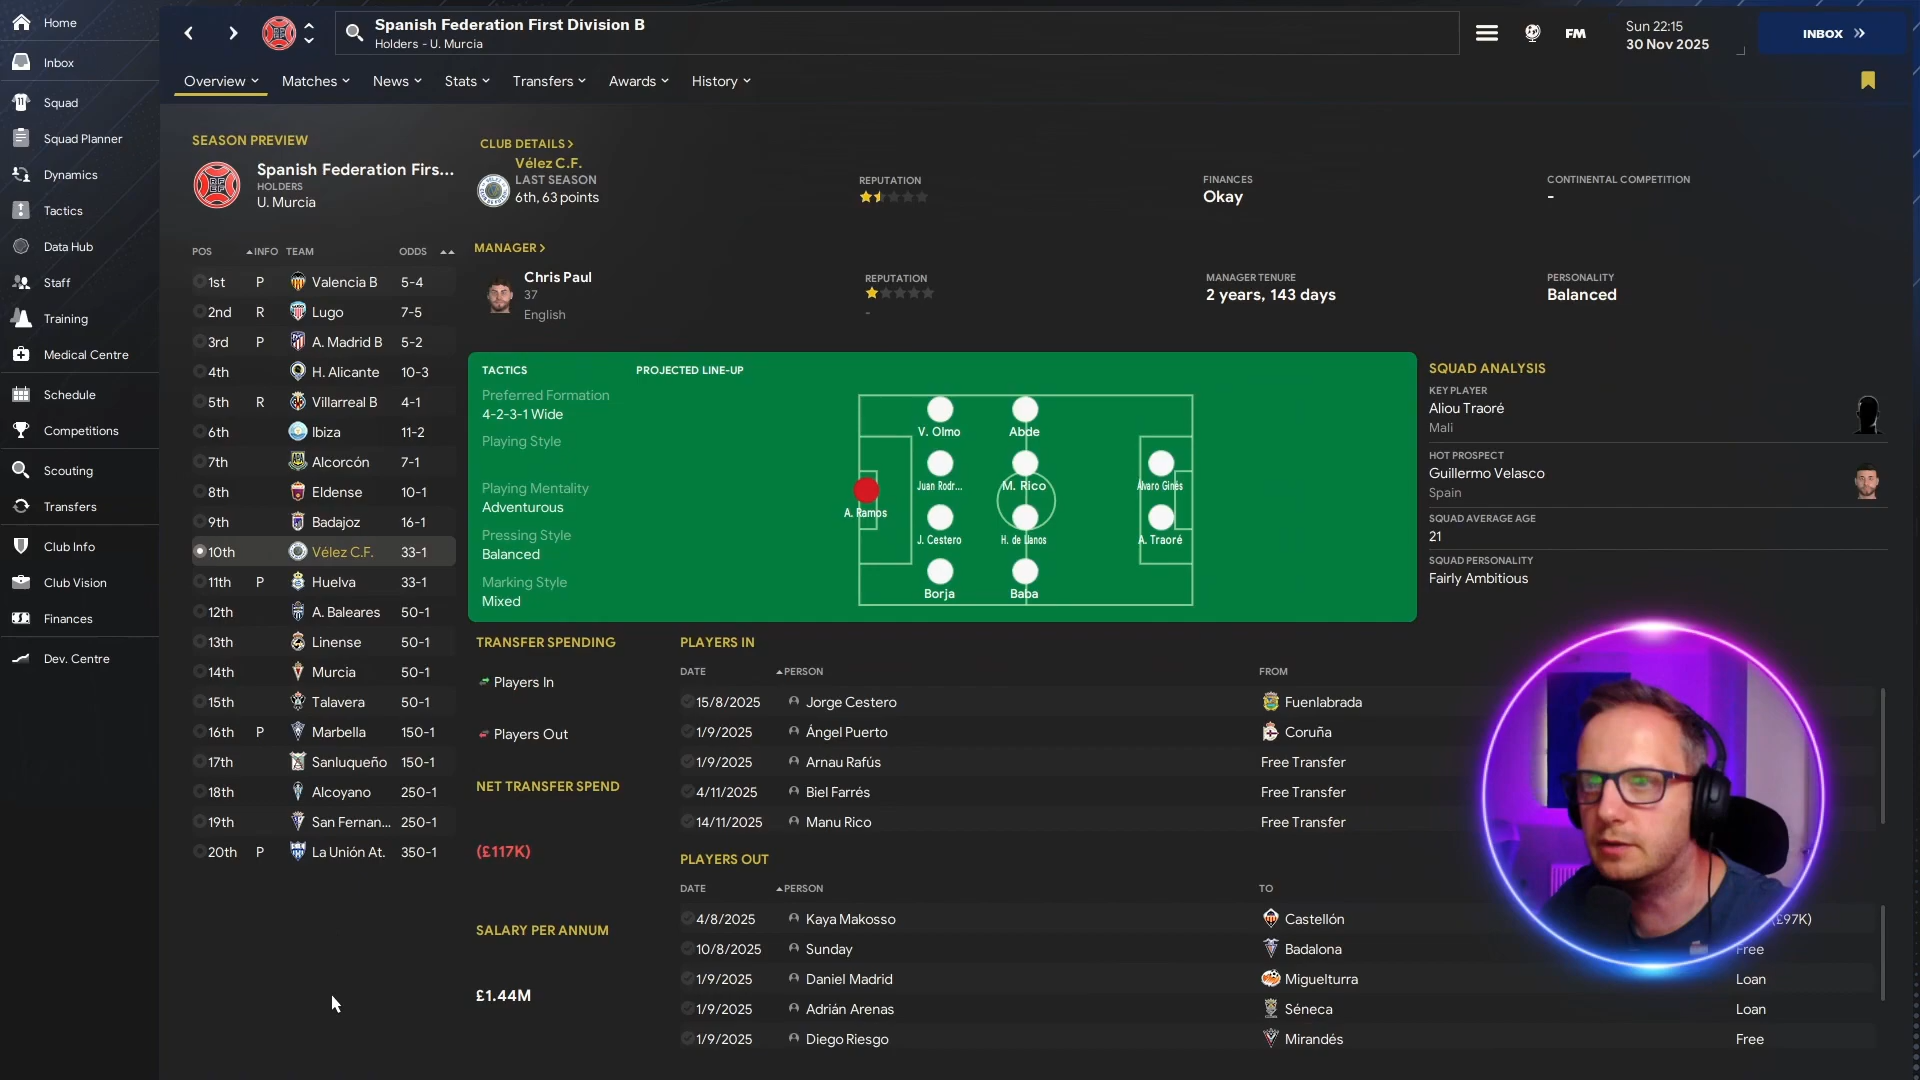 Home
Inbox
Squad
Squad Planner
Dynamics
Tactics
Data Hub
Staff
Training
Medical Centre
Schedule
Competitions
Scouting
Transfers
Club Info
Club Vision
Finances
Dev. Centre
Spanish Federation First Division B
Holders - U. Murcia
FM
Sun 22:15
30 Nov 2025
INBOX
Overview Matches News Stats Transfers Awards History
SEASON PREVIEW
Spanish Federation Firs...
HOLDERS
U. Murcia
POS INFO TEAM ODDS
1st P Valencia B 5-4
2nd R Lugo 7-5
3rd P A. Madrid B 5-2
4th H. Alicante 10-3
5th R Villarreal B 4-1
6th Ibiza 11-2
7th Alcorcón 7-1
8th Eldense 10-1
9th Badajoz 16-1
10th Vélez C.F. 33-1
11th P Huelva 33-1
12th A. Baleares 50-1
13th Linense 50-1
14th Murcia 50-1
15th Talavera 50-1
16th P Marbella 150-1
17th Sanluqueño 150-1
18th Alcoyano 250-1
19th San Fernan... 250-1
20th P La Unión At. 350-1
CLUB DETAILS >
Vélez C.F.
LAST SEASON
6th, 63 points
REPUTATION
FINANCES
Okay
CONTINENTAL COMPETITION
-
MANAGER >
Chris Paul
37
English
REPUTATION
-
MANAGER TENURE
2 years, 143 days
PERSONALITY
Balanced
TACTICS
Preferred Formation
4-2-3-1 Wide
Playing Style
Playing Mentality
Adventurous
Pressing Style
Balanced
Marking Style
Mixed
PROJECTED LINE-UP
V. Olmo
Abde
Juan Rodr...
M. Rico
Álvaro Ginés
A. Ramos
J. Cestero
H. de Llanos
A. Traoré
Borja
Baba
SQUAD ANALYSIS
KEY PLAYER
Aliou Traoré
Mali
HOT PROSPECT
Guillermo Velasco
Spain
SQUAD AVERAGE AGE
21
SQUAD PERSONALITY
Fairly Ambitious
TRANSFER SPENDING
Players In
Players Out
NET TRANSFER SPEND
(£117K)
SALARY PER ANNUM
£1.44M
PLAYERS IN
DATE PERSON FROM
15/8/2025 Jorge Cestero Fuenlabrada
1/9/2025 Ángel Puerto Coruña
1/9/2025 Arnau Rafús Free Transfer
4/11/2025 Biel Farrés Free Transfer
14/11/2025 Manu Rico Free Transfer
PLAYERS OUT
DATE PERSON TO
4/8/2025 Kaya Makosso Castellón (£97K)
10/8/2025 Sunday Badalona Free
1/9/2025 Daniel Madrid Miguelturra Loan
1/9/2025 Adrián Arenas Séneca Loan
1/9/2025 Diego Riesgo Mirandés Free